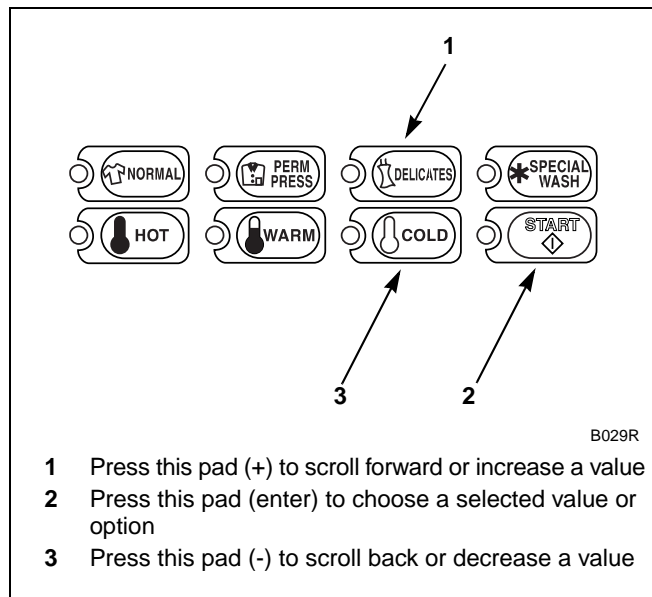 1
NORMAL
PERM
PRESS
DELICATES
SPECIAL
WASH
HOT
WARM
COLD
START
3
2
B029R
1 Press this pad (+) to scroll forward or increase a value
2 Press this pad (enter) to choose a selected value or
option
3 Press this pad (-) to scroll back or decrease a value